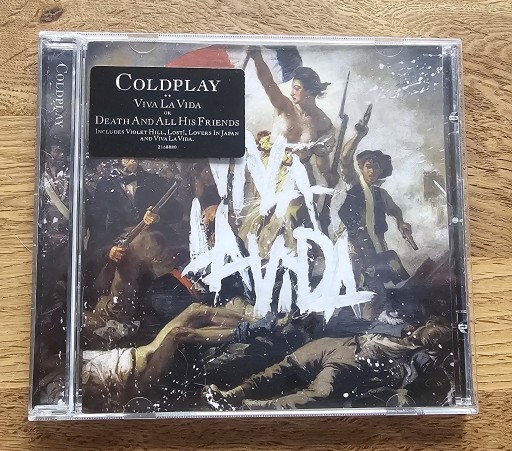 COLDPLAY
COLDPLAY
VIVA LA VIDA
OR
DEATH AND ALL HIS FRIENDS
INCLUDES VIOLET HILL, LOST!, LOVERS IN JAPAN
AND VIVA LA VIDA.
2168880
VIVA
LA VIDA